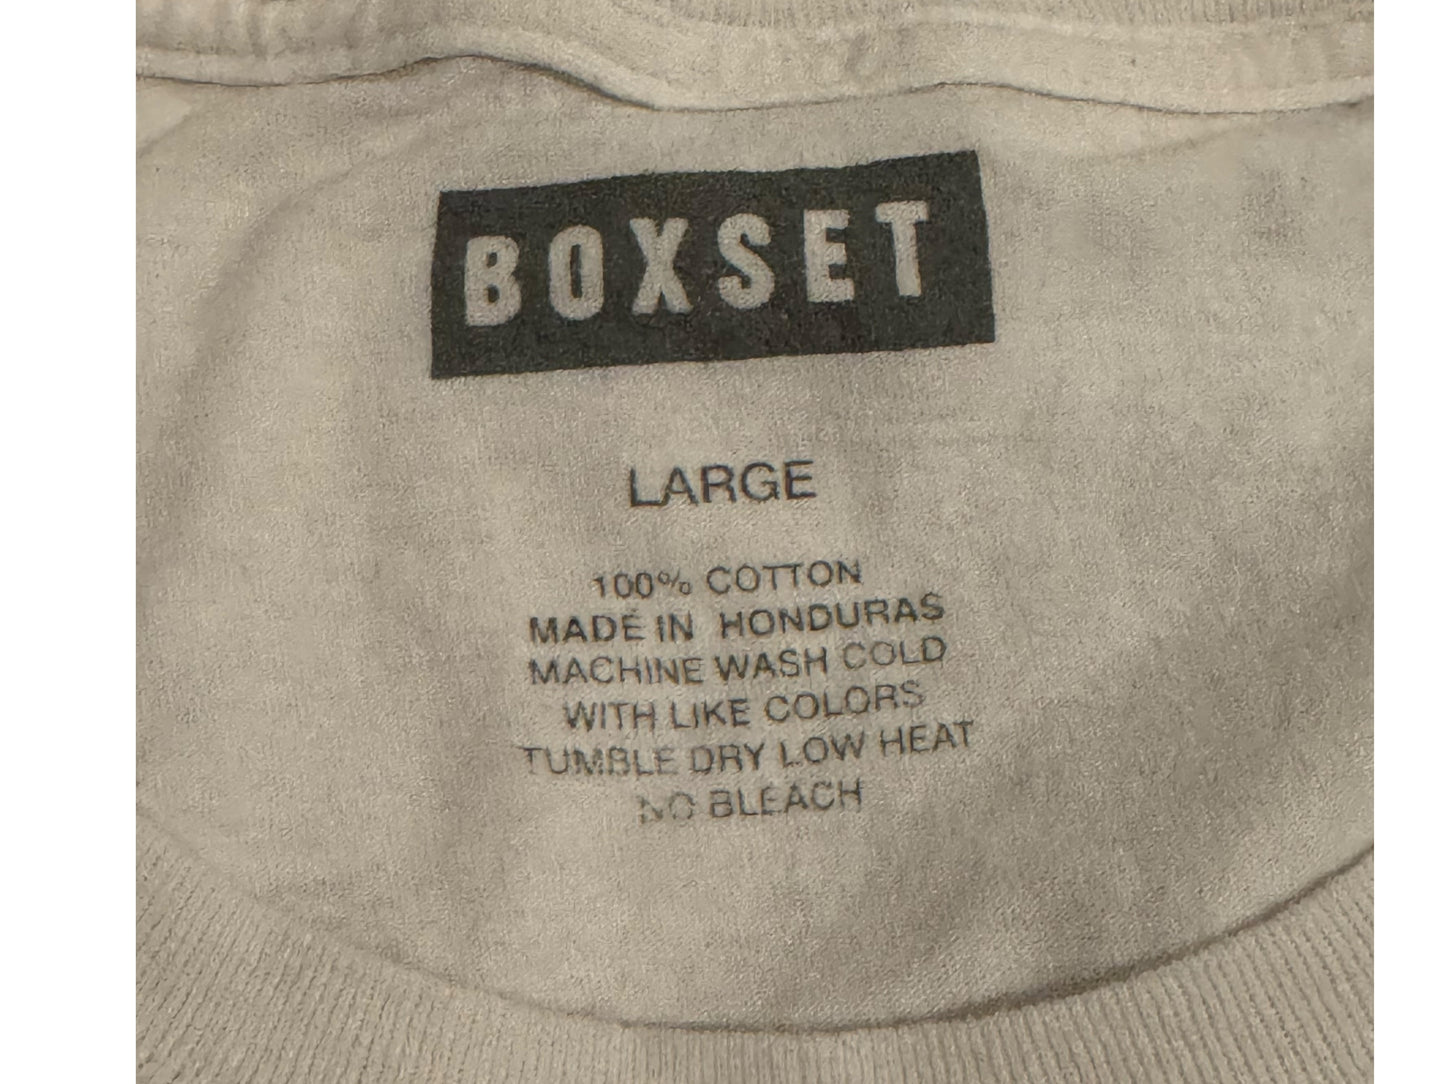 BOXSET
LARGE
100% COTTON
MADE IN HONDURAS
MACHINE WASH COLD
WITH LIKE COLORS
TUMBLE DRY LOW HEAT
NO BLEACH